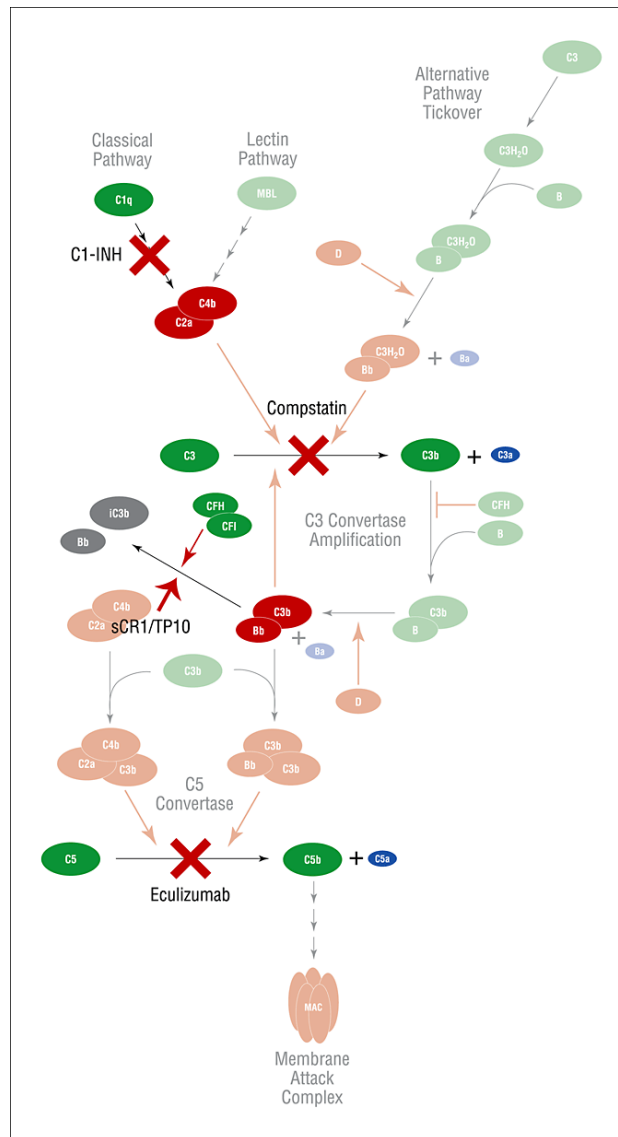 C3
Alternative
Pathway
Tickover
Classical
Pathway
Lectin
Pathway
C3H₂O
C1q
MBL
B
C1-INH
C3H₂O
B
D
C4b
C2a
C3H₂O
Bb
+
Ba
Compstatin
C3
C3b
+
C3a
iC3b
Bb
CFH
CFI
C3 Convertase
Amplification
CFH
B
C4b
C2a
sCR1/TP10
C3b
Bb
+
Ba
C3b
B
C3b
D
C4b
C2a
C3b
C3b
Bb
C3b
C5
Convertase
C5
C5b
+
C5a
Eculizumab
MAC
Membrane
Attack
Complex